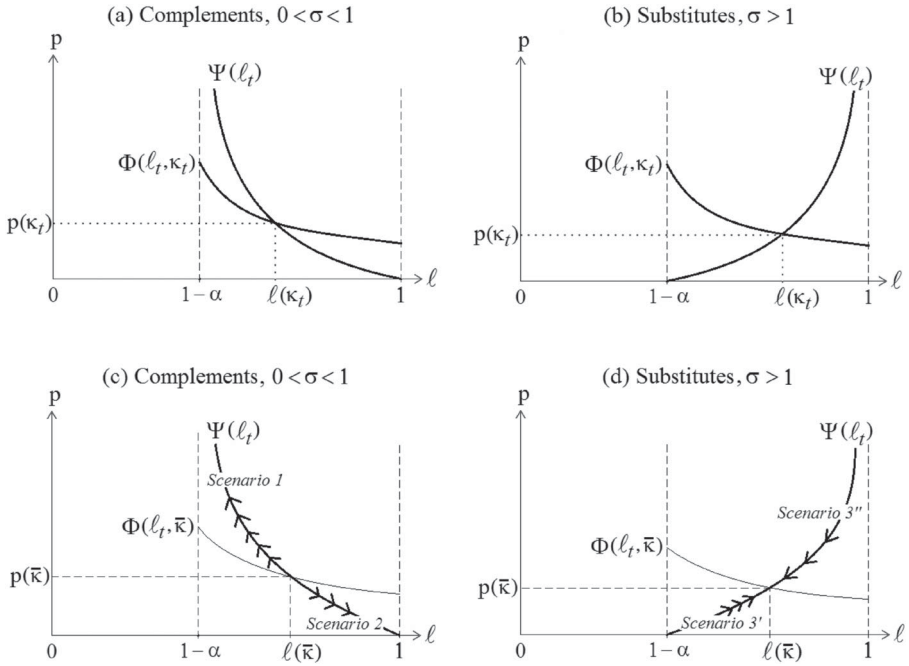 (a) Complements, 0 < σ < 1
p
Ψ(ℓₜ)
Φ(ℓₜ,κₜ)
p(κₜ)
0
1−α
ℓ(κₜ)
1
ℓ
(b) Substitutes, σ > 1
p
Ψ(ℓₜ)
Φ(ℓₜ,κₜ)
p(κₜ)
0
1−α
ℓ(κₜ)
1
ℓ
(c) Complements, 0 < σ < 1
p
Ψ(ℓₜ)
Scenario 1
Φ(ℓₜ,κ̄)
p(κ̄)
Scenario 2
0
1−α
ℓ(κ̄)
1
ℓ
(d) Substitutes, σ > 1
p
Ψ(ℓₜ)
Scenario 3″
Φ(ℓₜ,κ̄)
p(κ̄)
Scenario 3′
0
1−α
ℓ(κ̄)
1
ℓ